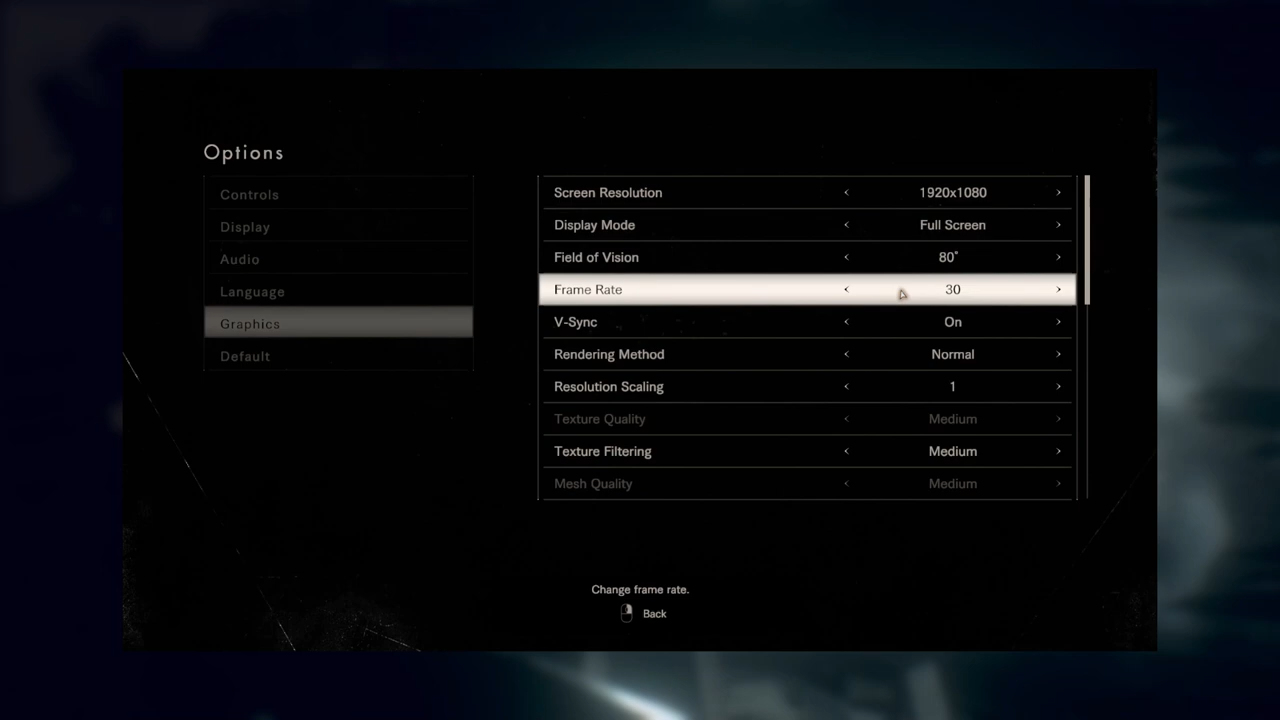 Options
Controls
Display
Audio
Language
Graphics
Default
Screen Resolution < 1920x1080 >
Display Mode < Full Screen >
Field of Vision < 80° >
Frame Rate < 30 >
V-Sync < On >
Rendering Method < Normal >
Resolution Scaling < 1 >
Texture Quality < Medium >
Texture Filtering < Medium >
Mesh Quality < Medium >
Change frame rate.
Back